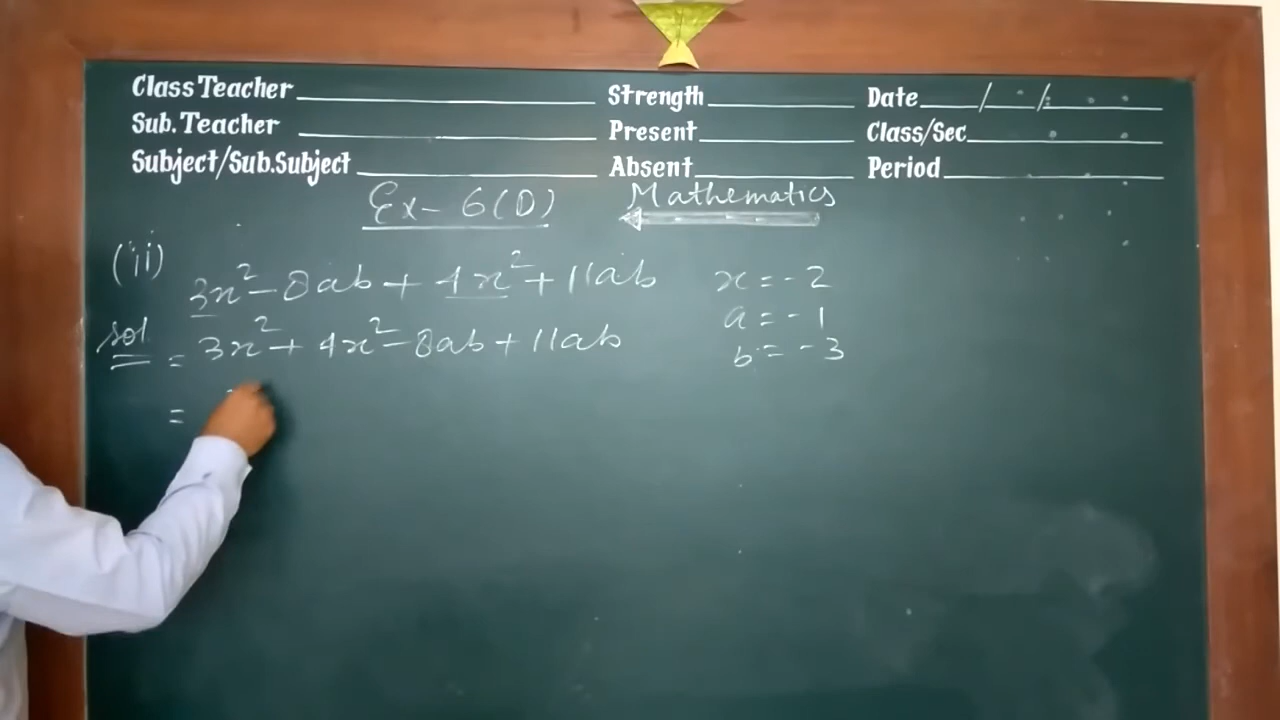 Class Teacher Strength Date / /
Sub. Teacher Present Class/Sec
Subject/Sub.Subject Absent Period
Ex- 6(D) Mathematics
(ii) 3x² - 8ab + 4x² + 11ab x = -2
a = -1
sol = 3x² + 4x² - 8ab + 11ab b = -3
=